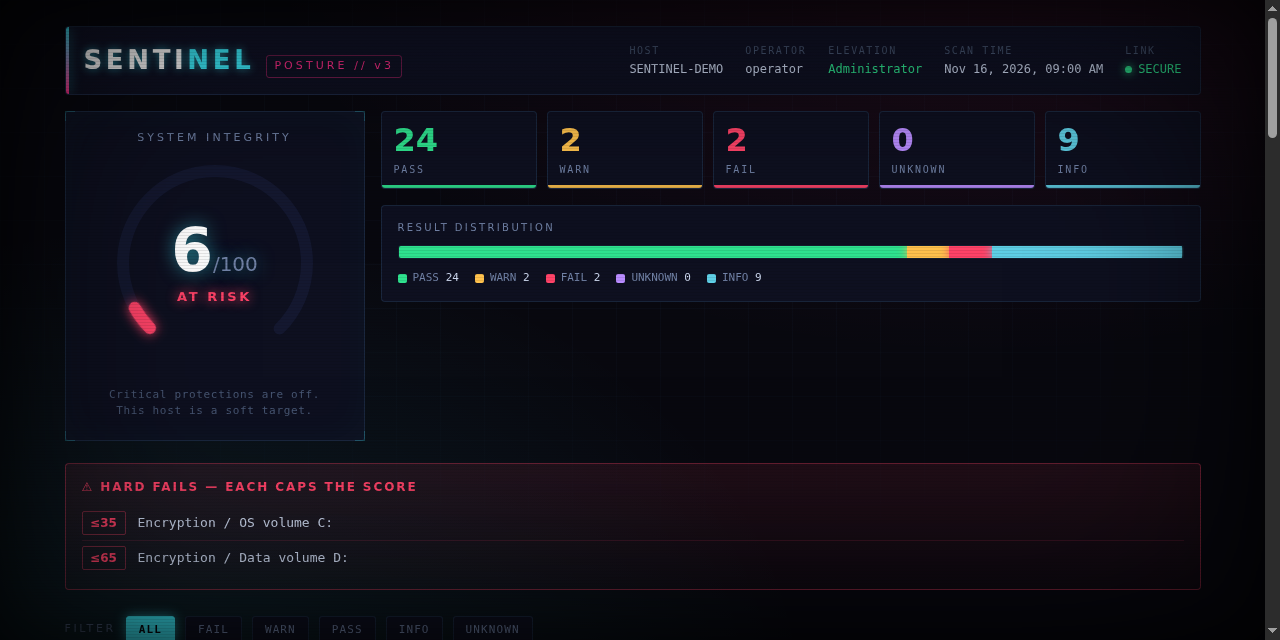 SENTINEL POSTURE // v3
HOST OPERATOR ELEVATION SCAN TIME LINK
SENTINEL-DEMO operator Administrator Nov 16, 2026, 09:00 AM SECURE
SYSTEM INTEGRITY
6/100
AT RISK
Critical protections are off.
This host is a soft target.
24 2 2 0 9
PASS WARN FAIL UNKNOWN INFO
RESULT DISTRIBUTION
PASS 24 WARN 2 FAIL 2 UNKNOWN 0 INFO 9
⚠ HARD FAILS — EACH CAPS THE SCORE
≤35 Encryption / OS volume C:
≤65 Encryption / Data volume D:
FILTER ALL FAIL WARN PASS INFO UNKNOWN